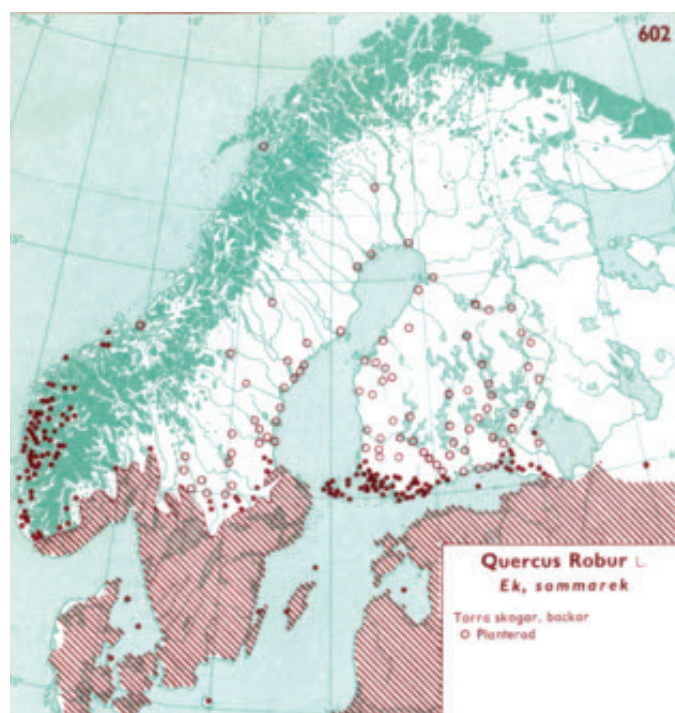 602
Quercus Robur L.
Ek, sommarek
Torra skogar, backar
Planterad